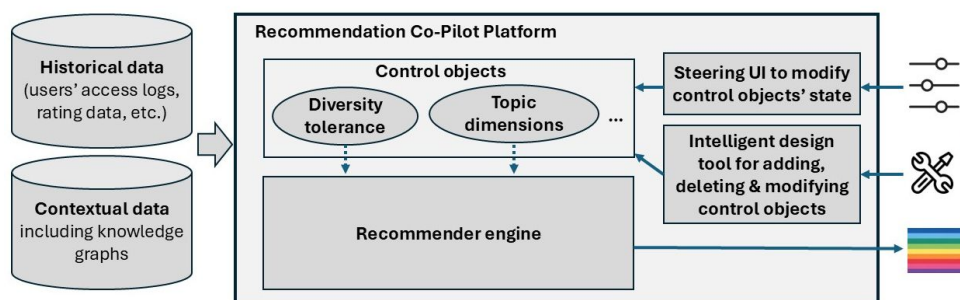 Historical data
(users' access logs,
rating data, etc.)
Contextual data
including knowledge
graphs
Recommendation Co-Pilot Platform
Control objects
Diversity
tolerance
Topic
dimensions
...
Steering UI to modify
control objects' state
Intelligent design
tool for adding,
deleting & modifying
control objects
Recommender engine